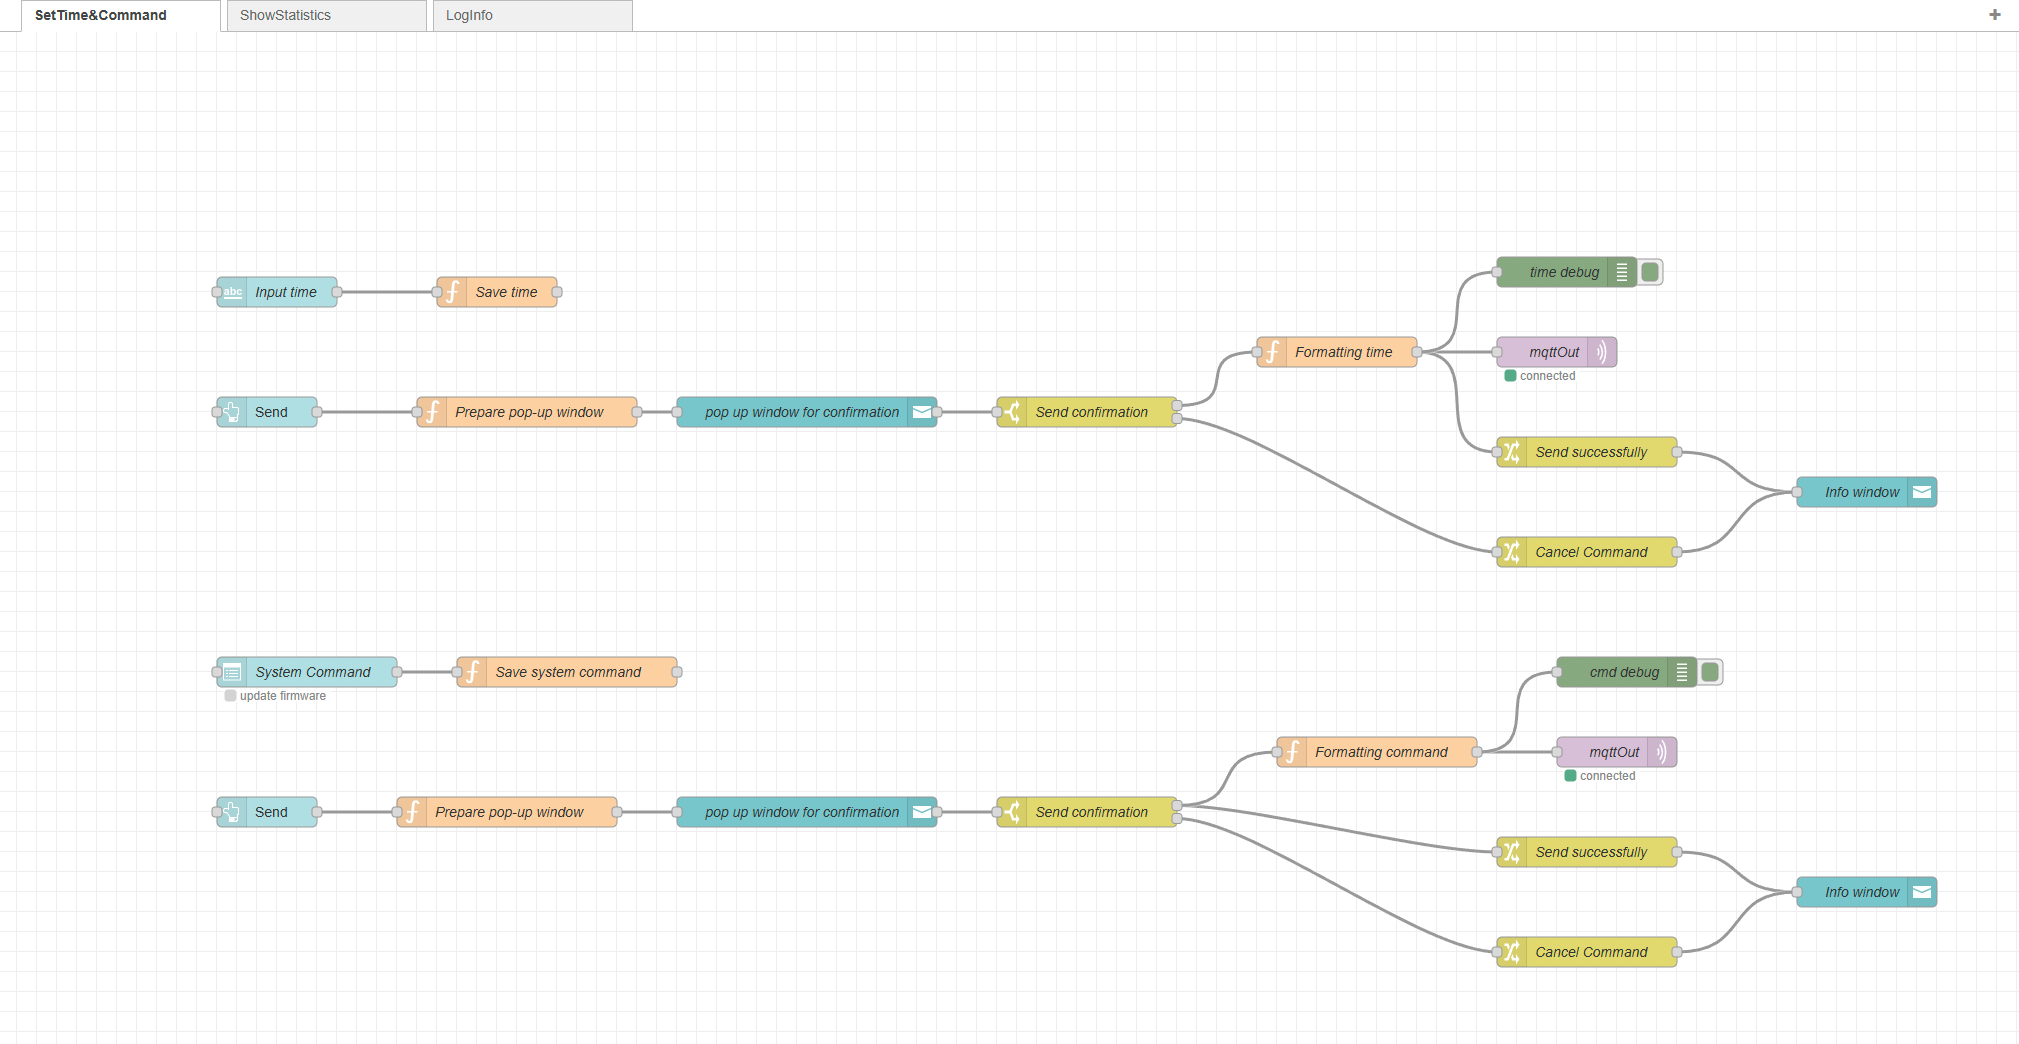 SetTime&Command
ShowStatistics
LogInfo
+
time debug
abc
Input time
Save time
Formatting time
mqttOut
connected
Send
Prepare pop-up window
pop up window for confirmation
Send confirmation
Send successfully
Info window
Cancel Command
System Command
Save system command
cmd debug
update firmware
Formatting command
mqttOut
connected
Send
Prepare pop-up window
pop up window for confirmation
Send confirmation
Send successfully
Info window
Cancel Command